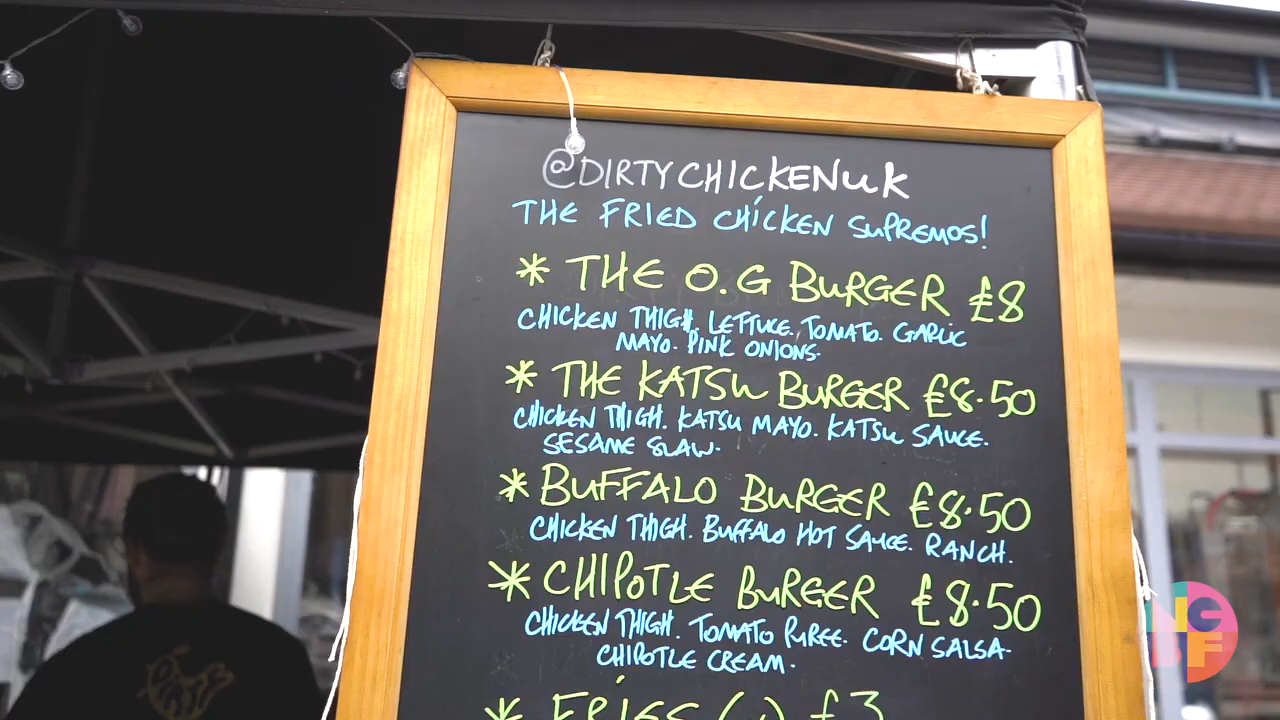 @DIRTYCHICKENUK
THE FRIED CHICKEN SUPREMOS!
* THE O.G BURGER £8
CHICKEN THIGH. LETTUCE. TOMATO. GARLIC
MAYO. PINK ONIONS.
* THE KATSU BURGER £8.50
CHICKEN THIGH. KATSU MAYO. KATSU SAUCE.
SESAME SLAW.
* BUFFALO BURGER £8.50
CHICKEN THIGH. BUFFALO HOT SAUCE. RANCH.
* CHIPOTLE BURGER £8.50
CHICKEN THIGH. TOMATO PUREE. CORN SALSA.
CHIPOTLE CREAM.
* FRIES (v) £3